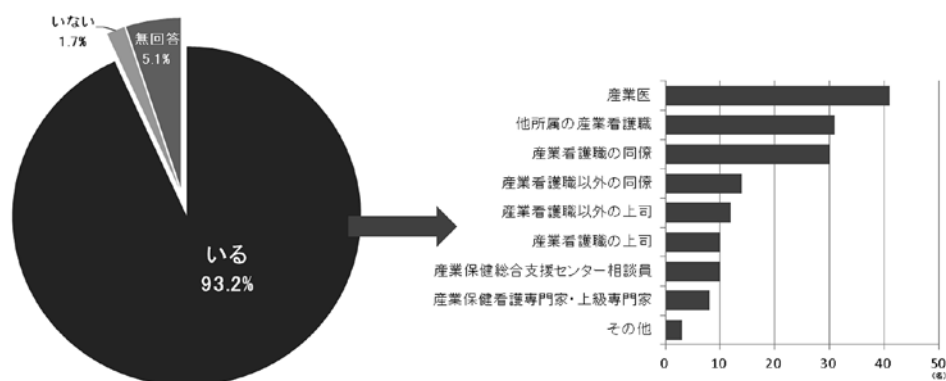 いない
1.7%
無回答
5.1%
いる
93.2%
産業医
他所属の産業看護職
産業看護職の同僚
産業看護職以外の同僚
産業看護職以外の上司
産業看護職の上司
産業保健総合支援センター相談員
産業保健看護専門家・上級専門家
その他
0 10 20 30 40 50
(名)